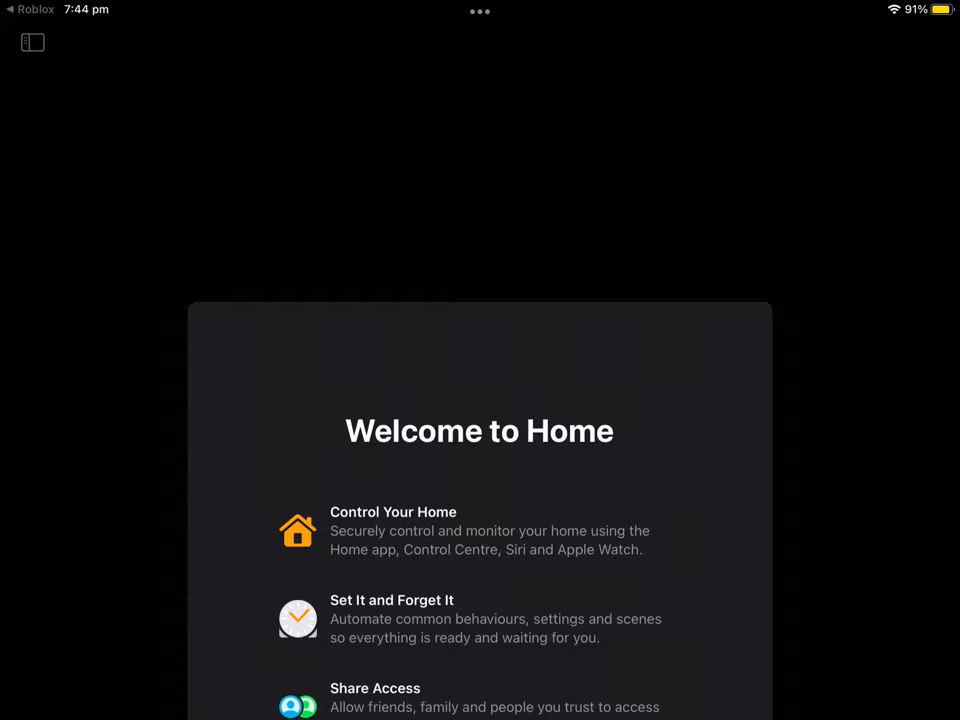 ◀ Roblox 7:44 pm 91%
Welcome to Home
Control Your Home
Securely control and monitor your home using the
Home app, Control Centre, Siri and Apple Watch.
Set It and Forget It
Automate common behaviours, settings and scenes
so everything is ready and waiting for you.
Share Access
Allow friends, family and people you trust to access